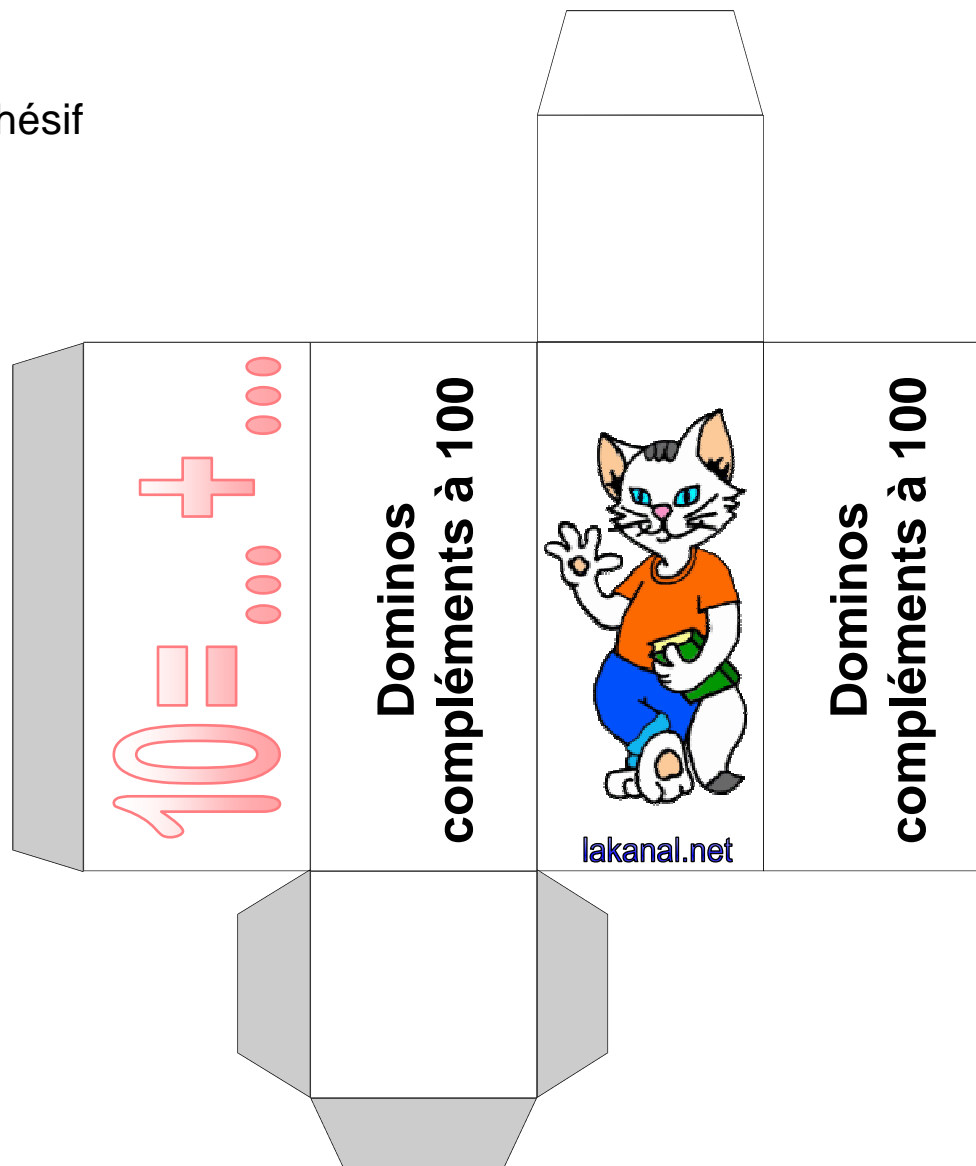 hésif
10=...+...
Dominos
compléments à 100
lakanal.net
Dominos
compléments à 100